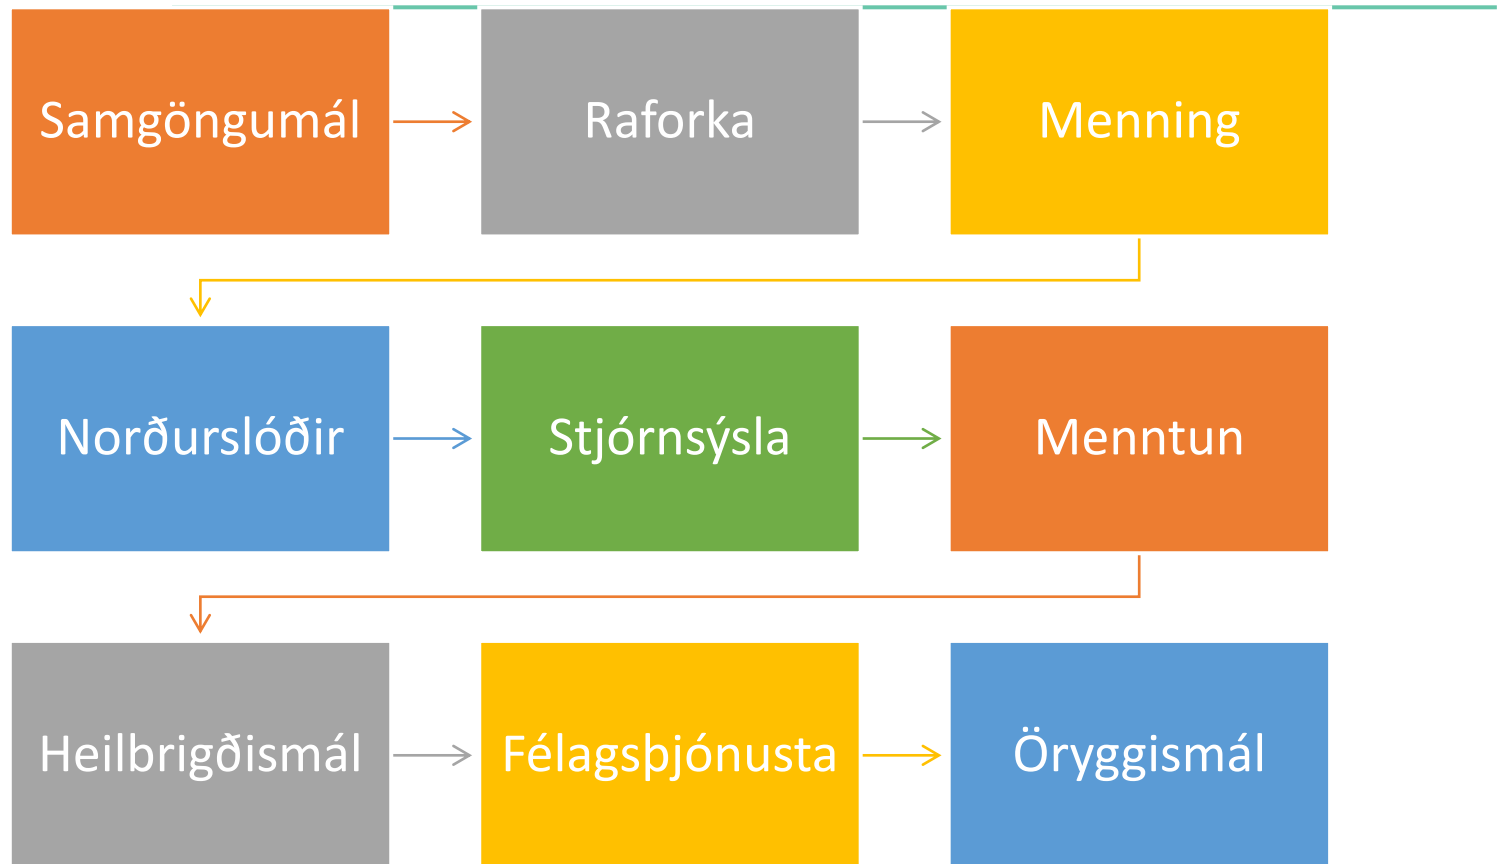 Samgöngumál
Raforka
Menning
Norðurslóðir
Stjórnsýsla
Menntun
Heilbrigðismál
Félagsþjónusta
Öryggismál